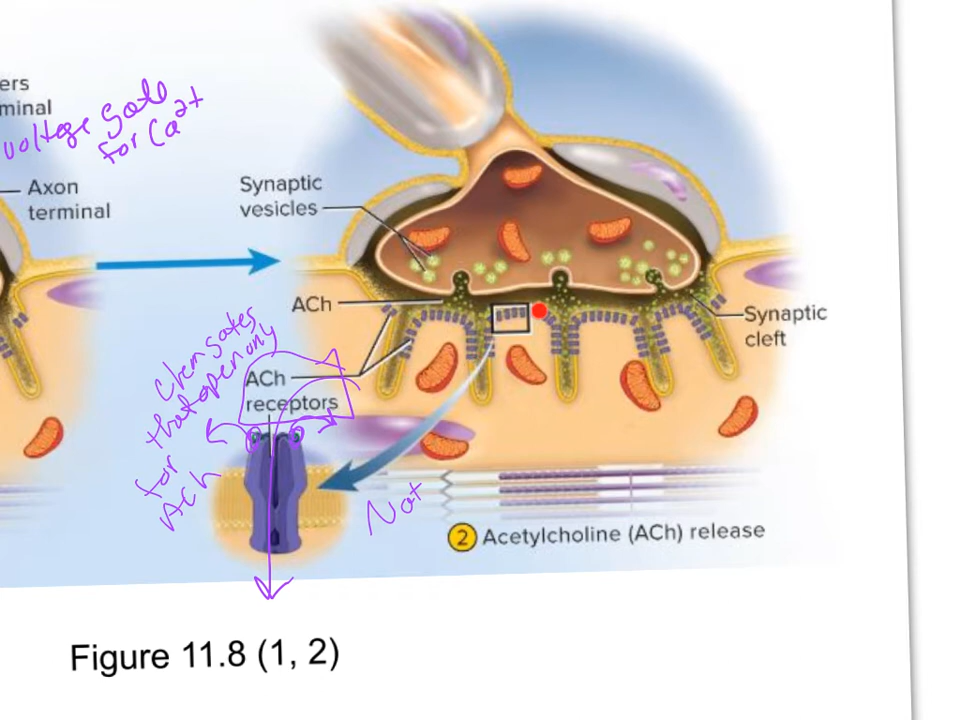 ers
minal
voltage gate
for Ca2+
Axon
terminal
Synaptic
vesicles
ACh
Synaptic
cleft
Chem gates
that open only
for
ACh
ACh
receptors
Na+
2 Acetylcholine (ACh) release
Figure 11.8 (1, 2)